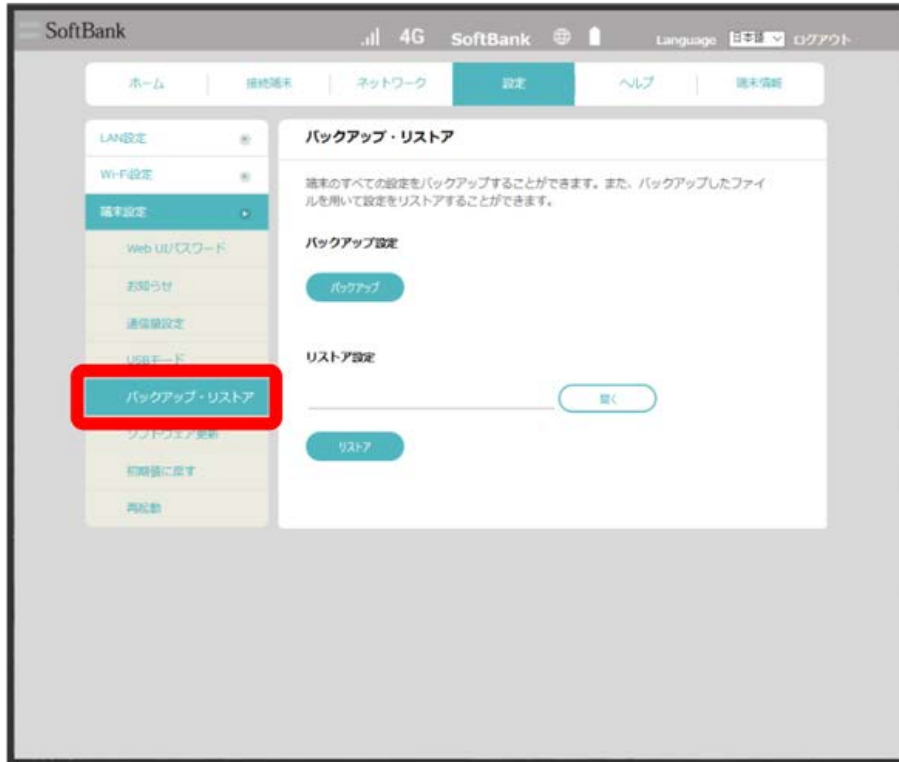 SoftBank
4G SoftBank Language 日本語 ログアウト
ホーム 接続端末 ネットワーク 設定 ヘルプ 端末情報
LAN設定
Wi-Fi設定
端末設定
Web UIパスワード
お知らせ
通信量設定
USBモード
バックアップ・リストア
ソフトウェア更新
初期値に戻す
再起動
バックアップ・リストア
端末のすべての設定をバックアップすることができます。また、バックアップしたファイ
ルを用いて設定をリストアすることができます。
バックアップ設定
バックアップ
リストア設定
開く
リストア